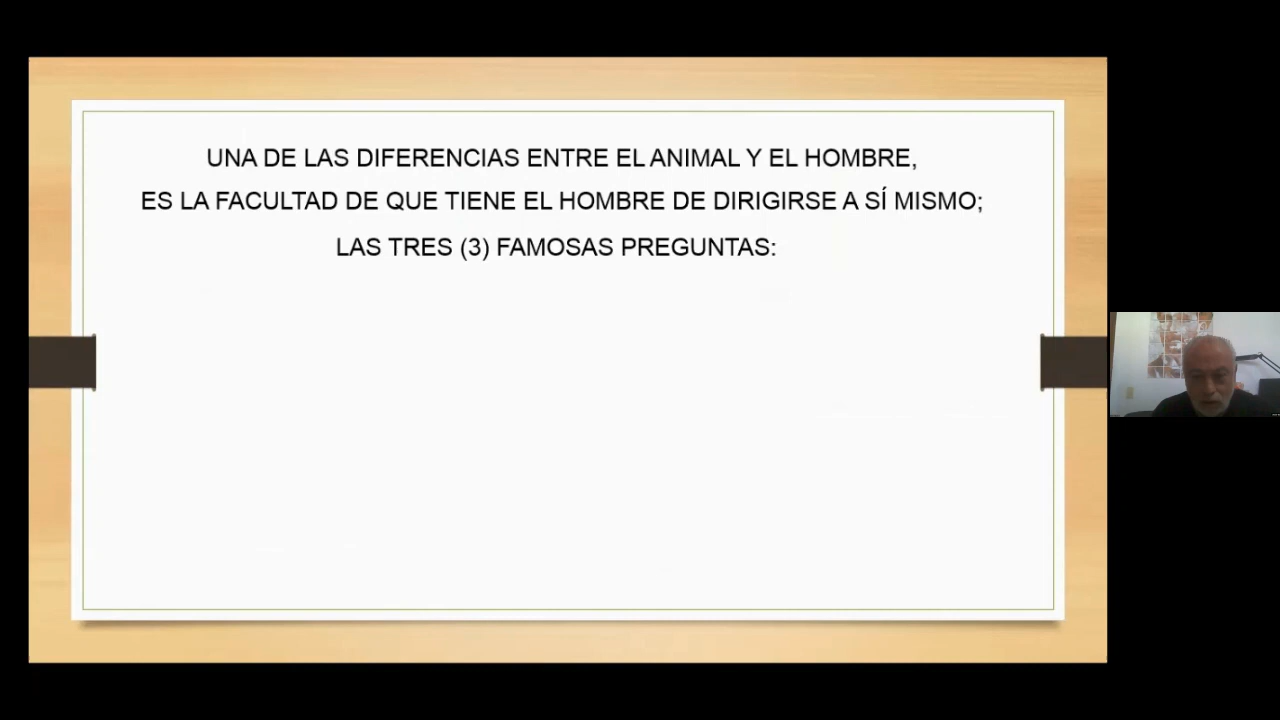 UNA DE LAS DIFERENCIAS ENTRE EL ANIMAL Y EL HOMBRE,
ES LA FACULTAD DE QUE TIENE EL HOMBRE DE DIRIGIRSE A SÍ MISMO;
LAS TRES (3) FAMOSAS PREGUNTAS: